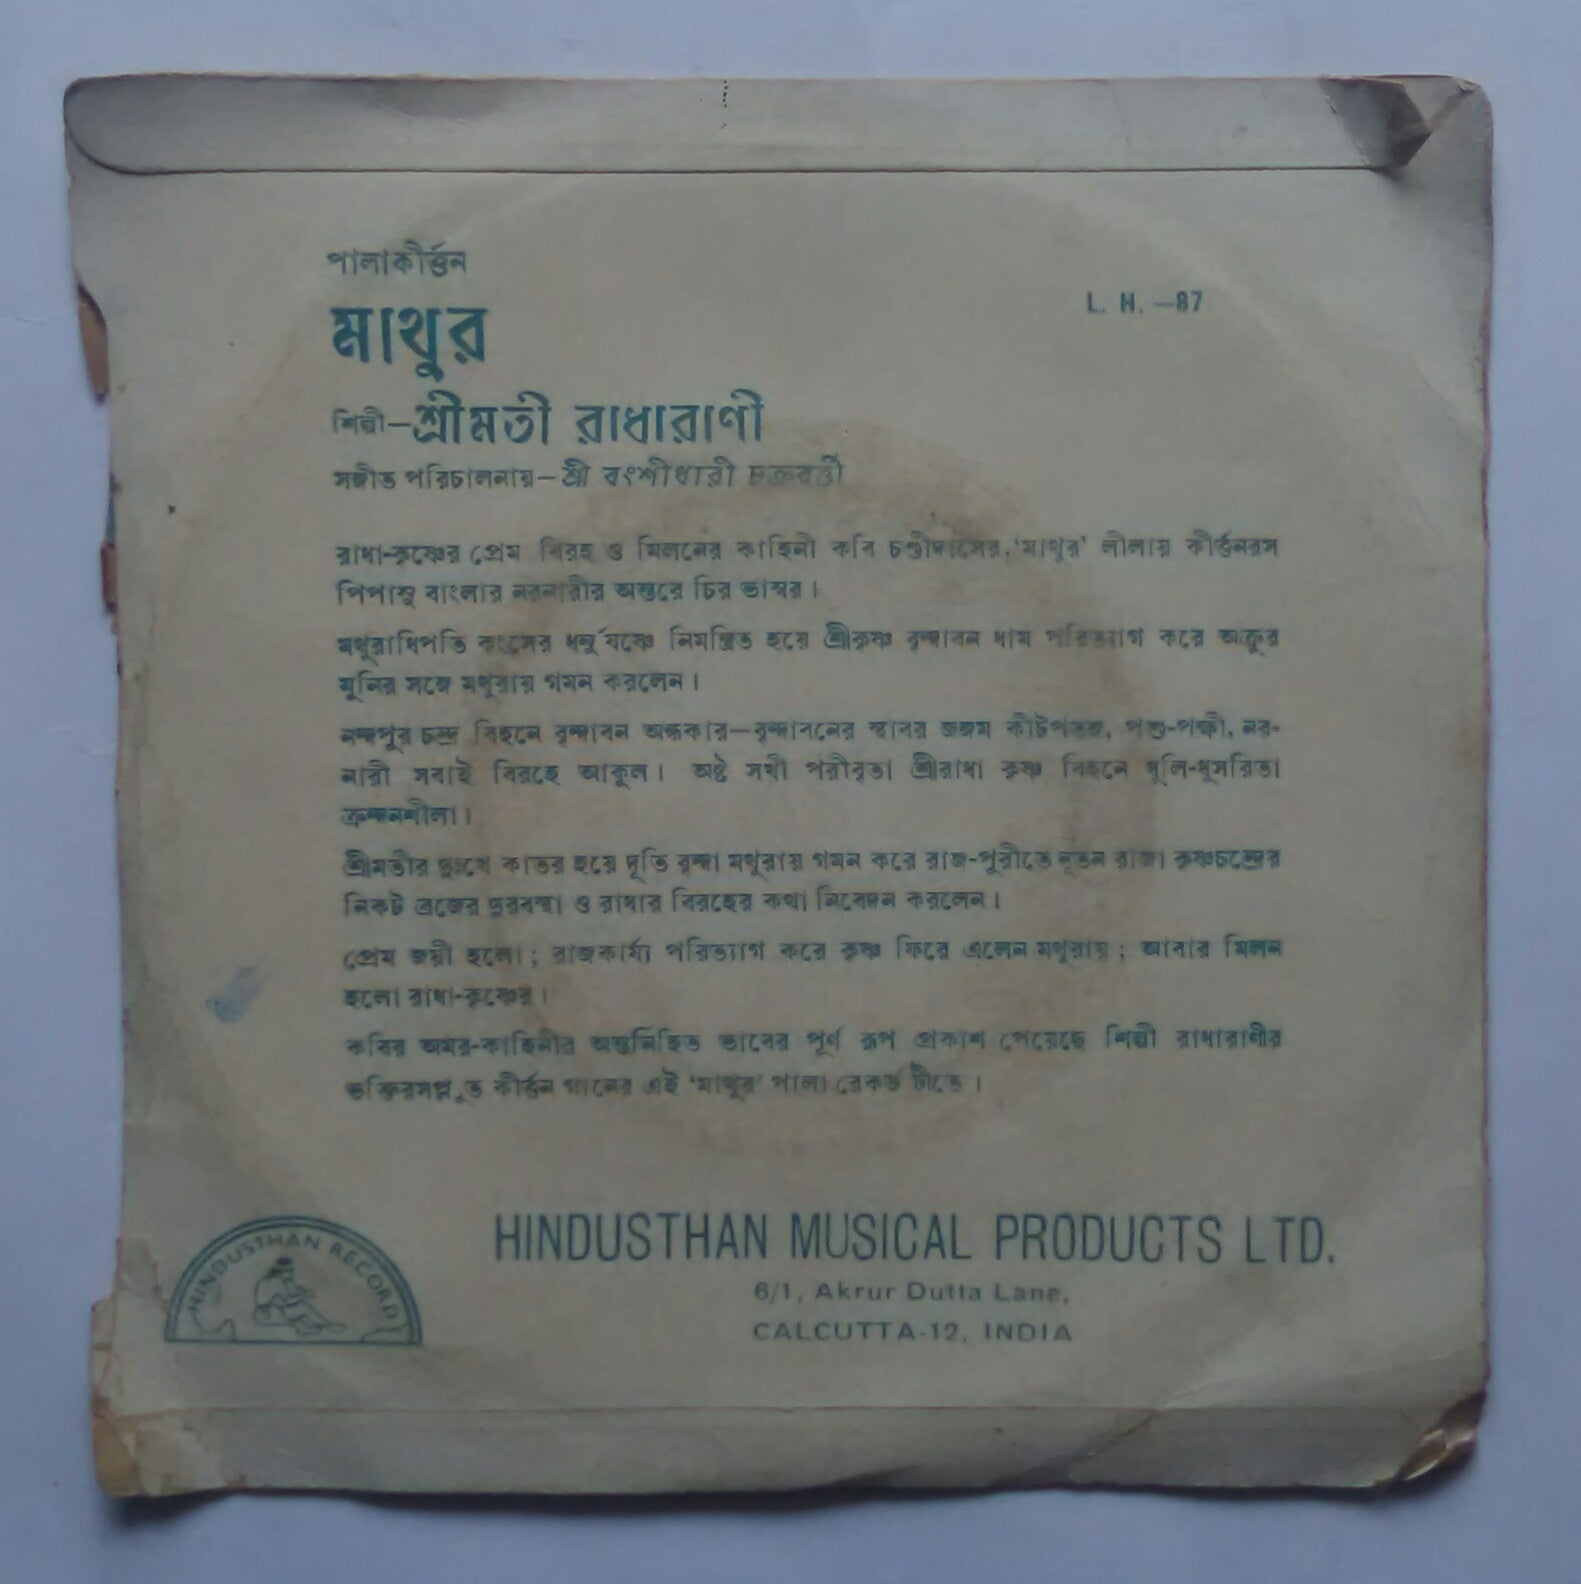 পালাকীর্ত্তন
মাথুর
L. H. —87
শিল্পী—শ্রীমতী রাধারাণী
সঙ্গীত পরিচালনায়—শ্রী বংশীধারী চক্রবর্তী
রাধা-কৃষ্ণের প্রেম বিরহ ও মিলনের কাহিনী কবি চণ্ডীদাসের, ‘মাথুর’ লীলায় কীর্ত্তনরস
পিপাসু বাংলার নরনারীর অন্তরে চির ভাস্বর।
মথুরাধিপতি কংসের ধনুর্যজ্ঞে নিমন্ত্রিত হয়ে শ্রীকৃষ্ণ বৃন্দাবন ধাম পরিত্যাগ করে অক্রুর
মুনির সঙ্গে মথুরায় গমন করলেন।
নন্দপুর চন্দ্র বিহনে বৃন্দাবন অন্ধকার—বৃন্দাবনের স্থাবর জঙ্গম কীটপতঙ্গ, পশু-পক্ষী, নর-
নারী সবাই বিরহে আকুল। অষ্ট সখী পরীবৃতা শ্রীরাধা কৃষ্ণ বিহনে ধূলি-ধূসরিতা
ক্রন্দনশীলা।
শ্রীমতীর দুঃখে কাতর হয়ে দূতি বৃন্দা মথুরায় গমন করে রাজ-পুরীতে নূতন রাজা কৃষ্ণচন্দ্রের
নিকট ব্রজের দুরবস্থা ও রাধার বিরহের কথা নিবেদন করলেন।
প্রেম জয়ী হলো; রাজকার্য্য পরিত্যাগ করে কৃষ্ণ ফিরে এলেন মথুরায়; আবার মিলন
হলো রাধা-কৃষ্ণের।
কবির অমর-কাহিনীর অন্তর্নিহিত ভাবের পূর্ণ রূপ প্রকাশ পেয়েছে শিল্পী রাধারাণীর
ভক্তিরসপ্লুত কীর্ত্তন গানের এই ‘মাথুর’ পালা রেকর্ড টীতে।
HINDUSTHAN RECORD
HINDUSTHAN MUSICAL PRODUCTS LTD.
6/1, Akrur Dutta Lane,
CALCUTTA-12, INDIA